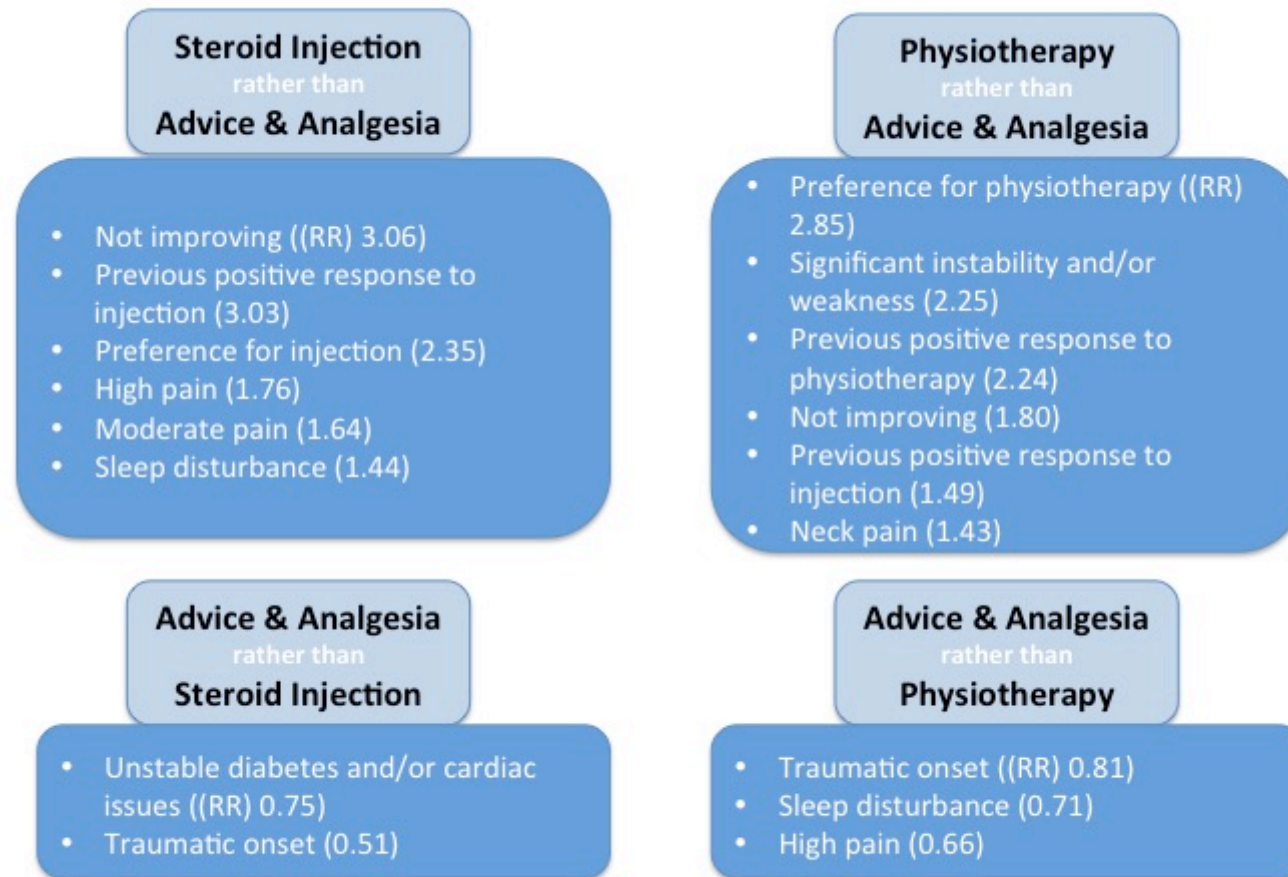 Steroid Injection
rather than
Advice & Analgesia
• Not improving ((RR) 3.06)
• Previous positive response to
injection (3.03)
• Preference for injection (2.35)
• High pain (1.76)
• Moderate pain (1.64)
• Sleep disturbance (1.44)
Physiotherapy
rather than
Advice & Analgesia
• Preference for physiotherapy ((RR)
2.85)
• Significant instability and/or
weakness (2.25)
• Previous positive response to
physiotherapy (2.24)
• Not improving (1.80)
• Previous positive response to
injection (1.49)
• Neck pain (1.43)
Advice & Analgesia
rather than
Steroid Injection
• Unstable diabetes and/or cardiac
issues ((RR) 0.75)
• Traumatic onset (0.51)
Advice & Analgesia
rather than
Physiotherapy
• Traumatic onset ((RR) 0.81)
• Sleep disturbance (0.71)
• High pain (0.66)